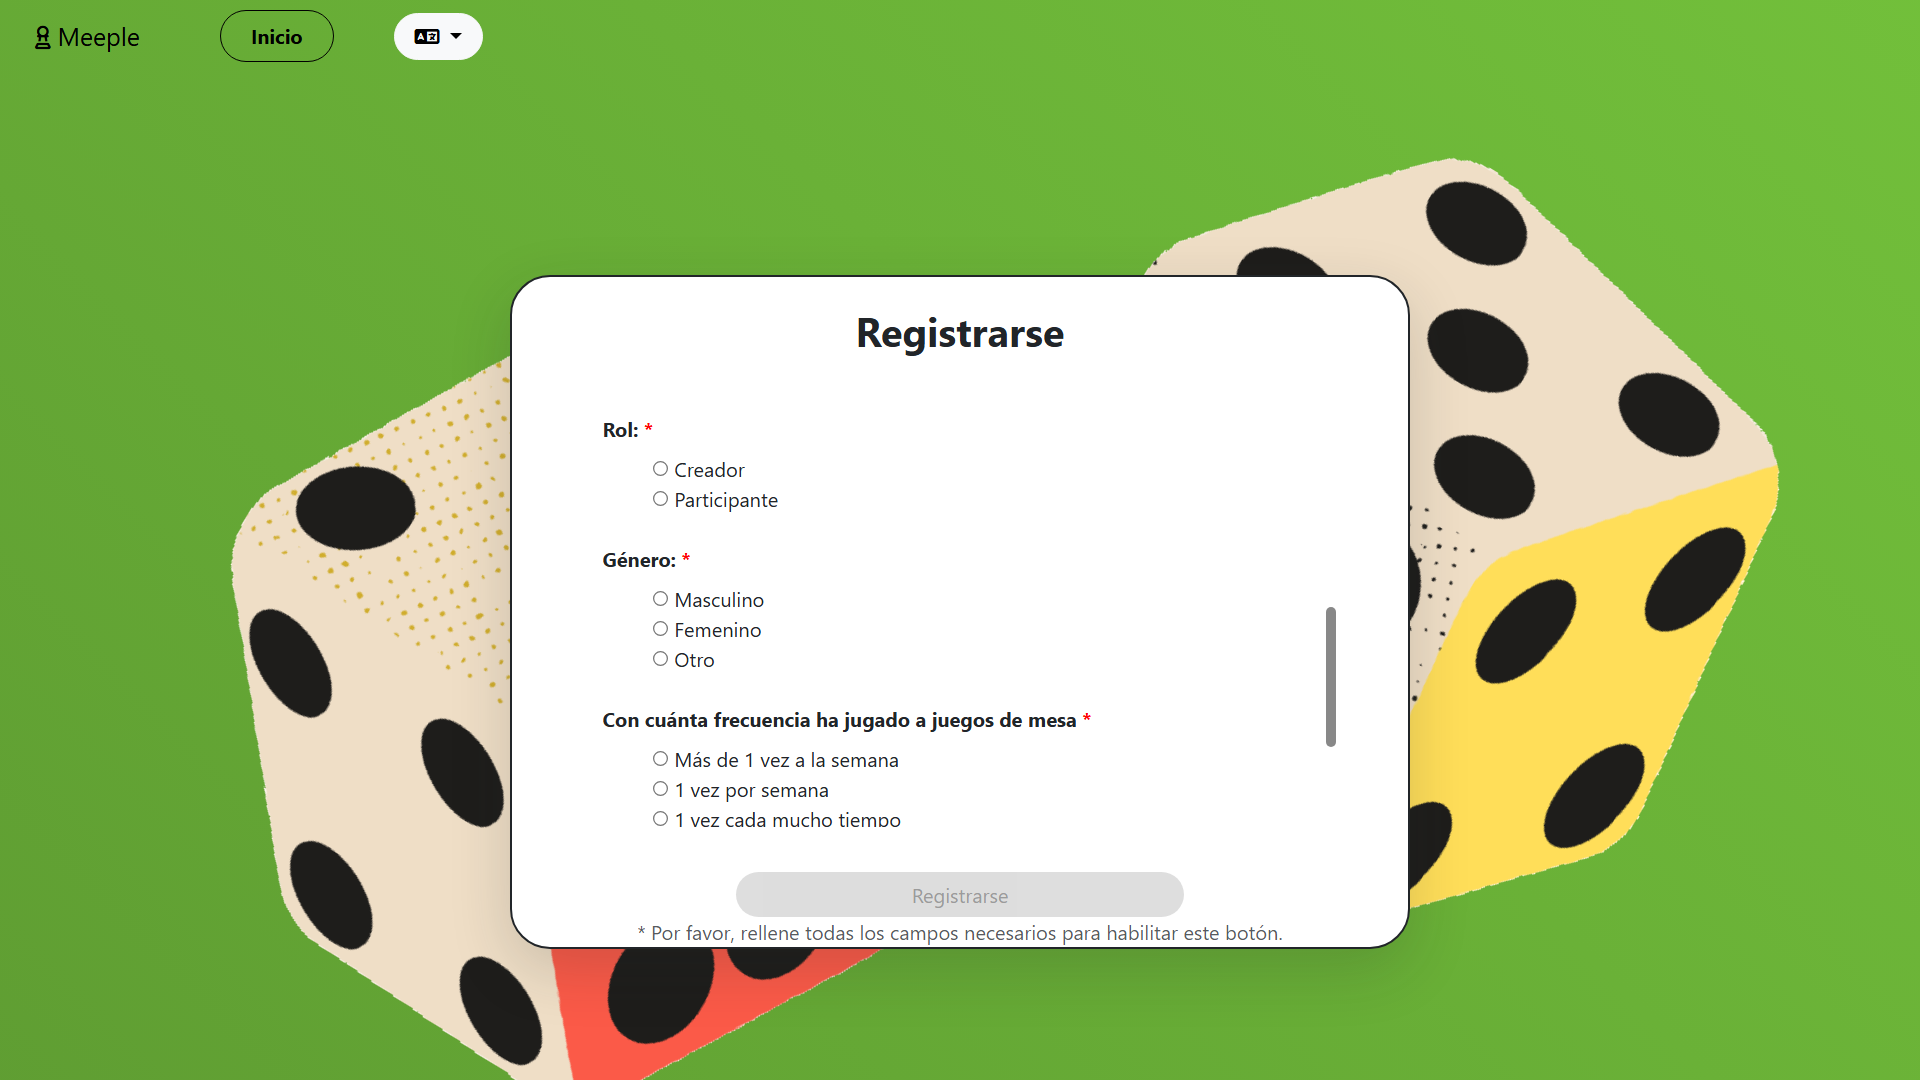 Meeple
Inicio
Registrarse
Rol: *
Creador
Participante
Género: *
Masculino
Femenino
Otro
Con cuánta frecuencia ha jugado a juegos de mesa *
Más de 1 vez a la semana
1 vez por semana
1 vez cada mucho tiempo
Registrarse
* Por favor, rellene todas los campos necesarios para habilitar este botón.